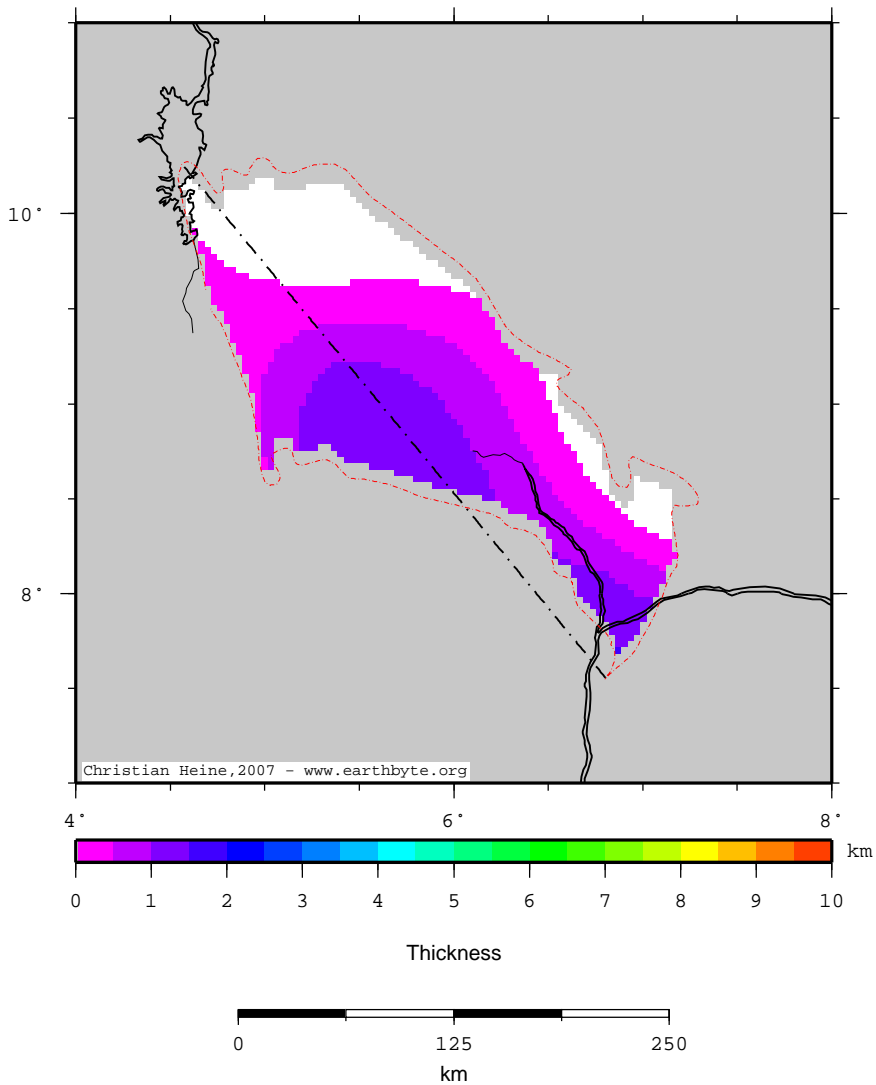 10°
8°
Christian Heine,2007 - www.earthbyte.org
4° 6° 8°
km
0 1 2 3 4 5 6 7 8 9 10
Thickness
0 125 250
km